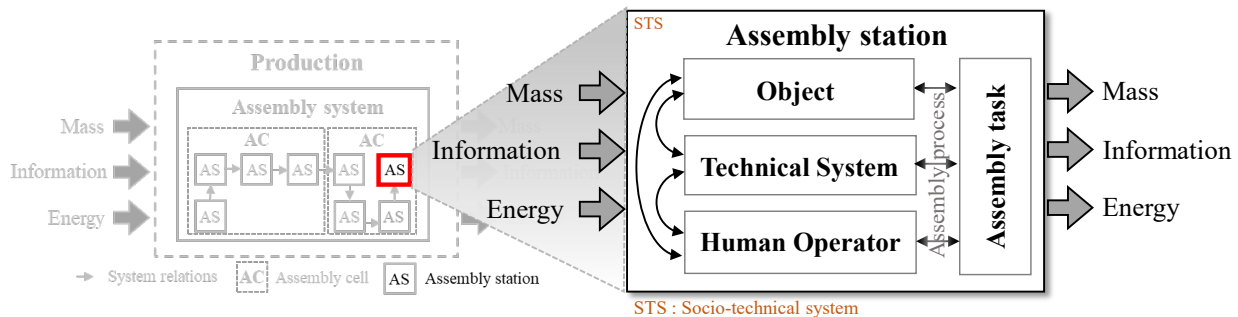 Production
Assembly system
AC
AC
AS
AS
AS
AS
AS
AS
AS
AS
Mass
Information
Energy
Mass
Information
System relations
AC
Assembly cell
AS
Assembly station
STS
Assembly station
Mass
Information
Energy
Object
Technical System
Human Operator
Assembly process
Assembly task
Mass
Information
Energy
STS : Socio-technical system